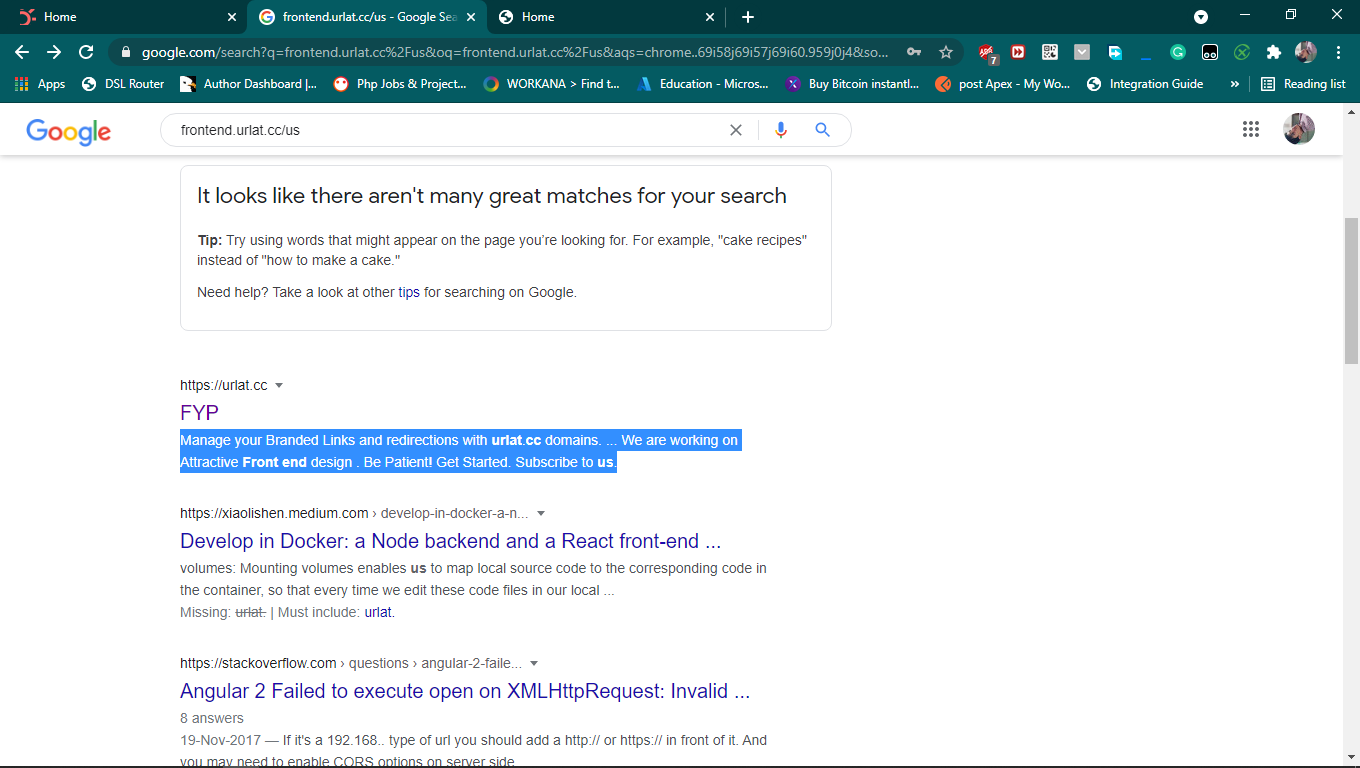 Home
frontend.urlat.cc/us - Google Sea
Home
google.com/search?q=frontend.urlat.cc%2Fus&oq=frontend.urlat.cc%2Fus&aqs=chrome..69i58j69i57j69i60.959j0j4&so...
7
Apps
DSL Router
Author Dashboard |...
Php Jobs & Project...
WORKANA > Find t...
Education - Micros...
Buy Bitcoin instantl...
post Apex - My Wo...
Integration Guide
»
Reading list
Google
frontend.urlat.cc/us
It looks like there aren't many great matches for your search
Tip: Try using words that might appear on the page you're looking for. For example, "cake recipes"
instead of "how to make a cake."
Need help? Take a look at other tips for searching on Google.
https://urlat.cc
FYP
Manage your Branded Links and redirections with urlat.cc domains. ... We are working on
Attractive Front end design . Be Patient! Get Started. Subscribe to us.
https://xiaolishen.medium.com › develop-in-docker-a-n...
Develop in Docker: a Node backend and a React front-end ...
volumes: Mounting volumes enables us to map local source code to the corresponding code in
the container, so that every time we edit these code files in our local ...
Missing: urlat. | Must include: urlat.
https://stackoverflow.com › questions › angular-2-faile...
Angular 2 Failed to execute open on XMLHttpRequest: Invalid ...
8 answers
19-Nov-2017 — If it's a 192.168.. type of url you should add a http:// or https:// in front of it. And
you may need to enable CORS options on server side